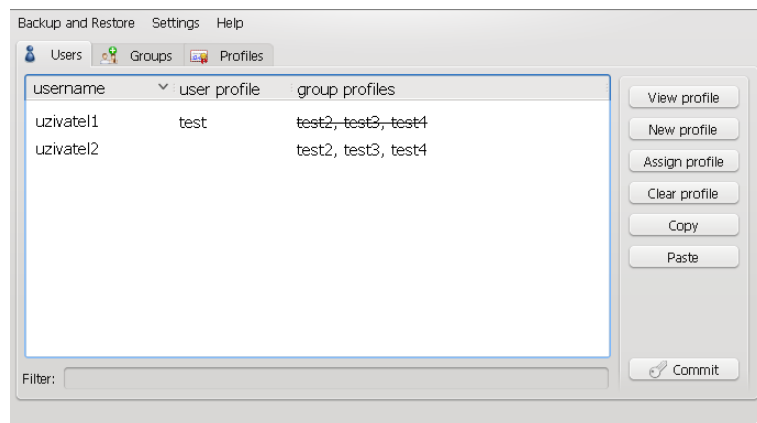 Backup and Restore Settings Help
Users Groups Profiles
username user profile group profiles
uzivatel1 test test2, test3, test4
uzivatel2 test2, test3, test4
View profile
New profile
Assign profile
Clear profile
Copy
Paste
Filter:
Commit